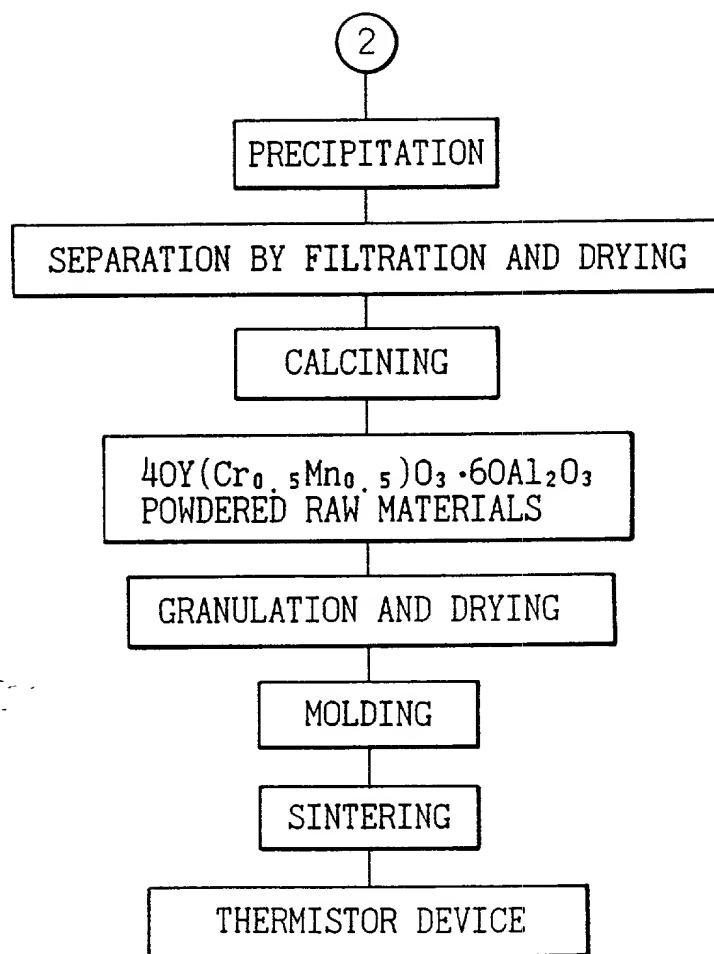 2
PRECIPITATION
SEPARATION BY FILTRATION AND DRYING
CALCINING
40Y(Cr₀.₅Mn₀.₅)O₃·60Al₂O₃
POWDERED RAW MATERIALS
GRANULATION AND DRYING
MOLDING
SINTERING
THERMISTOR DEVICE